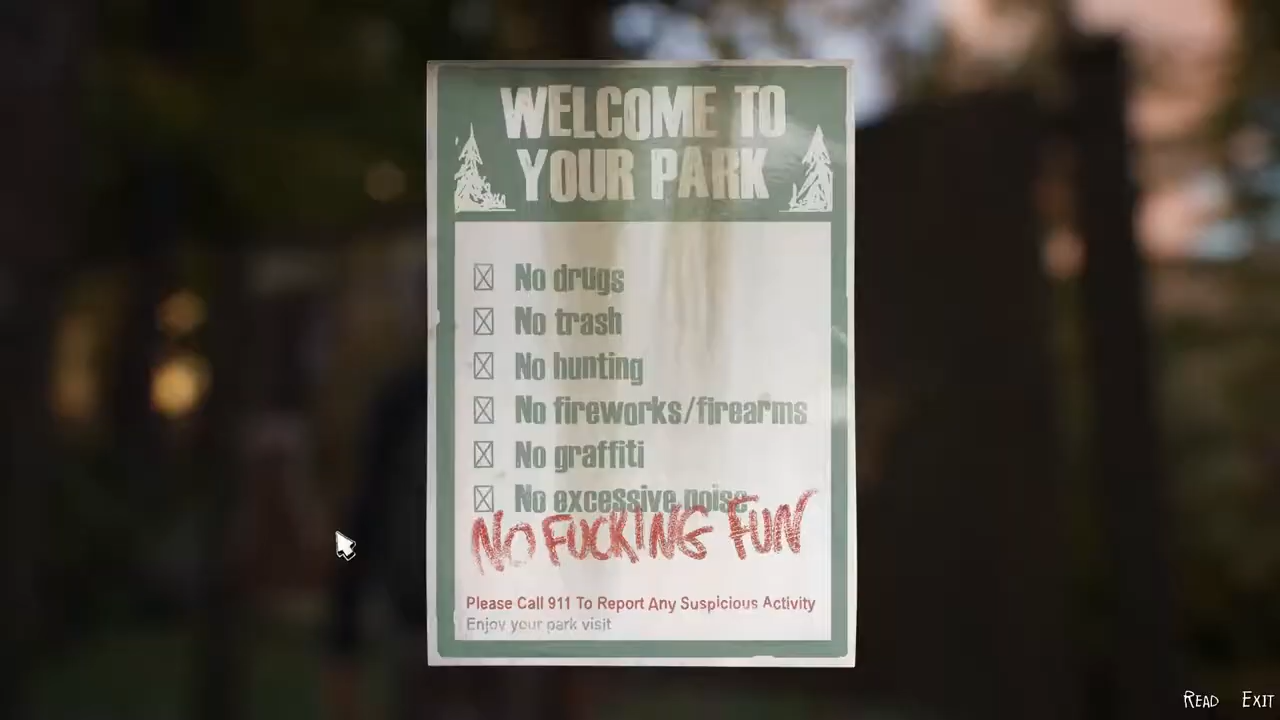 WELCOME TO
YOUR PARK
No drugs
No trash
No hunting
No fireworks/firearms
No graffiti
No excessive noise
NO FUCKING FUN
Please Call 911 To Report Any Suspicious Activity
Enjoy your park visit
READ EXIT